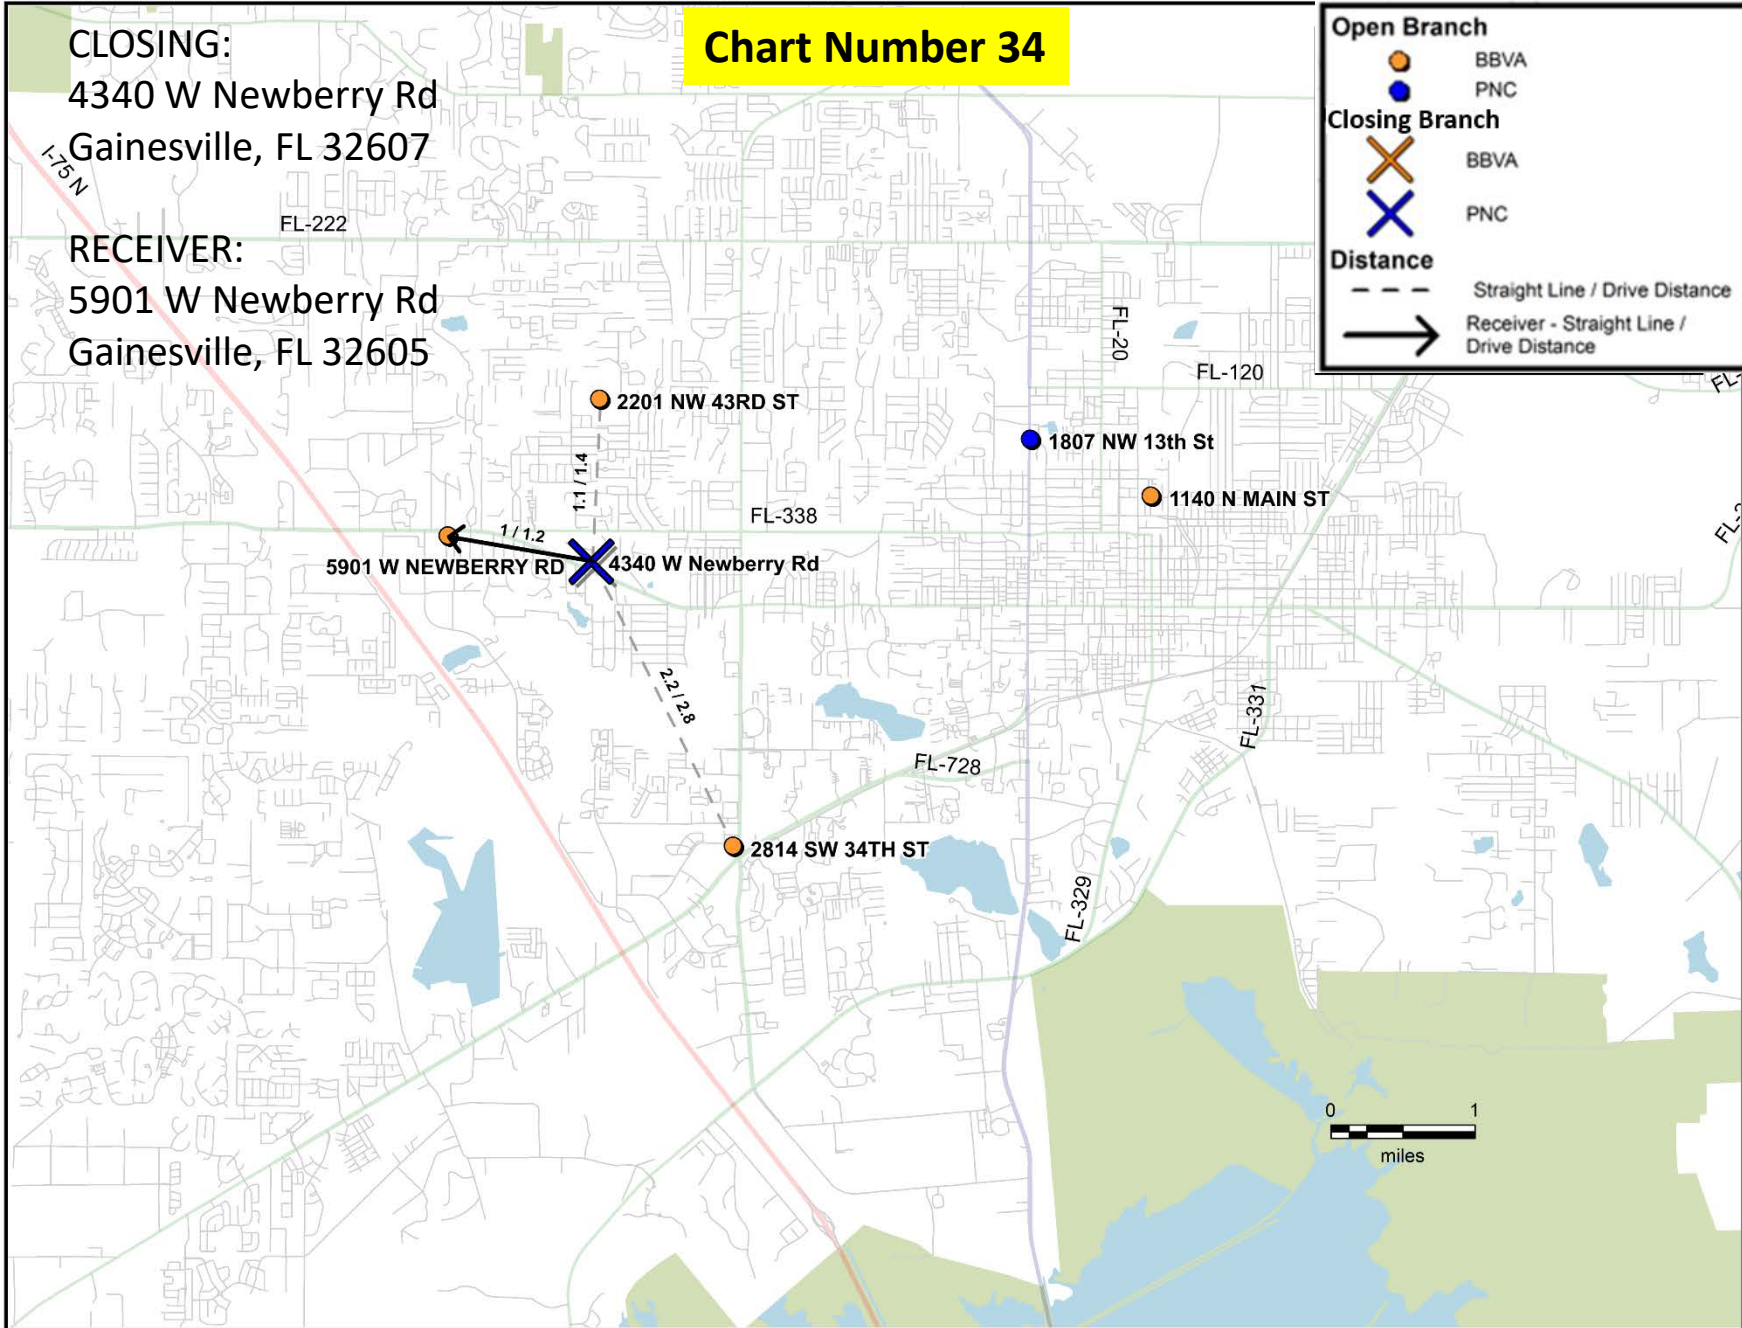 CLOSING:
4340 W Newberry Rd
Gainesville, FL 32607
RECEIVER:
5901 W Newberry Rd
Gainesville, FL 32605
Chart Number 34
Open Branch
BBVA
PNC
Closing Branch
BBVA
PNC
Distance
Straight Line / Drive Distance
Receiver - Straight Line /
Drive Distance
I-75 N
FL-222
FL-20
FL-120
FL-
2201 NW 43RD ST
1807 NW 13th St
1.1 / 1.4
1140 N MAIN ST
FL-338
1 / 1.2
5901 W NEWBERRY RD
4340 W Newberry Rd
2.2 / 2.8
FL-331
FL-728
2814 SW 34TH ST
FL-329
0 1
miles